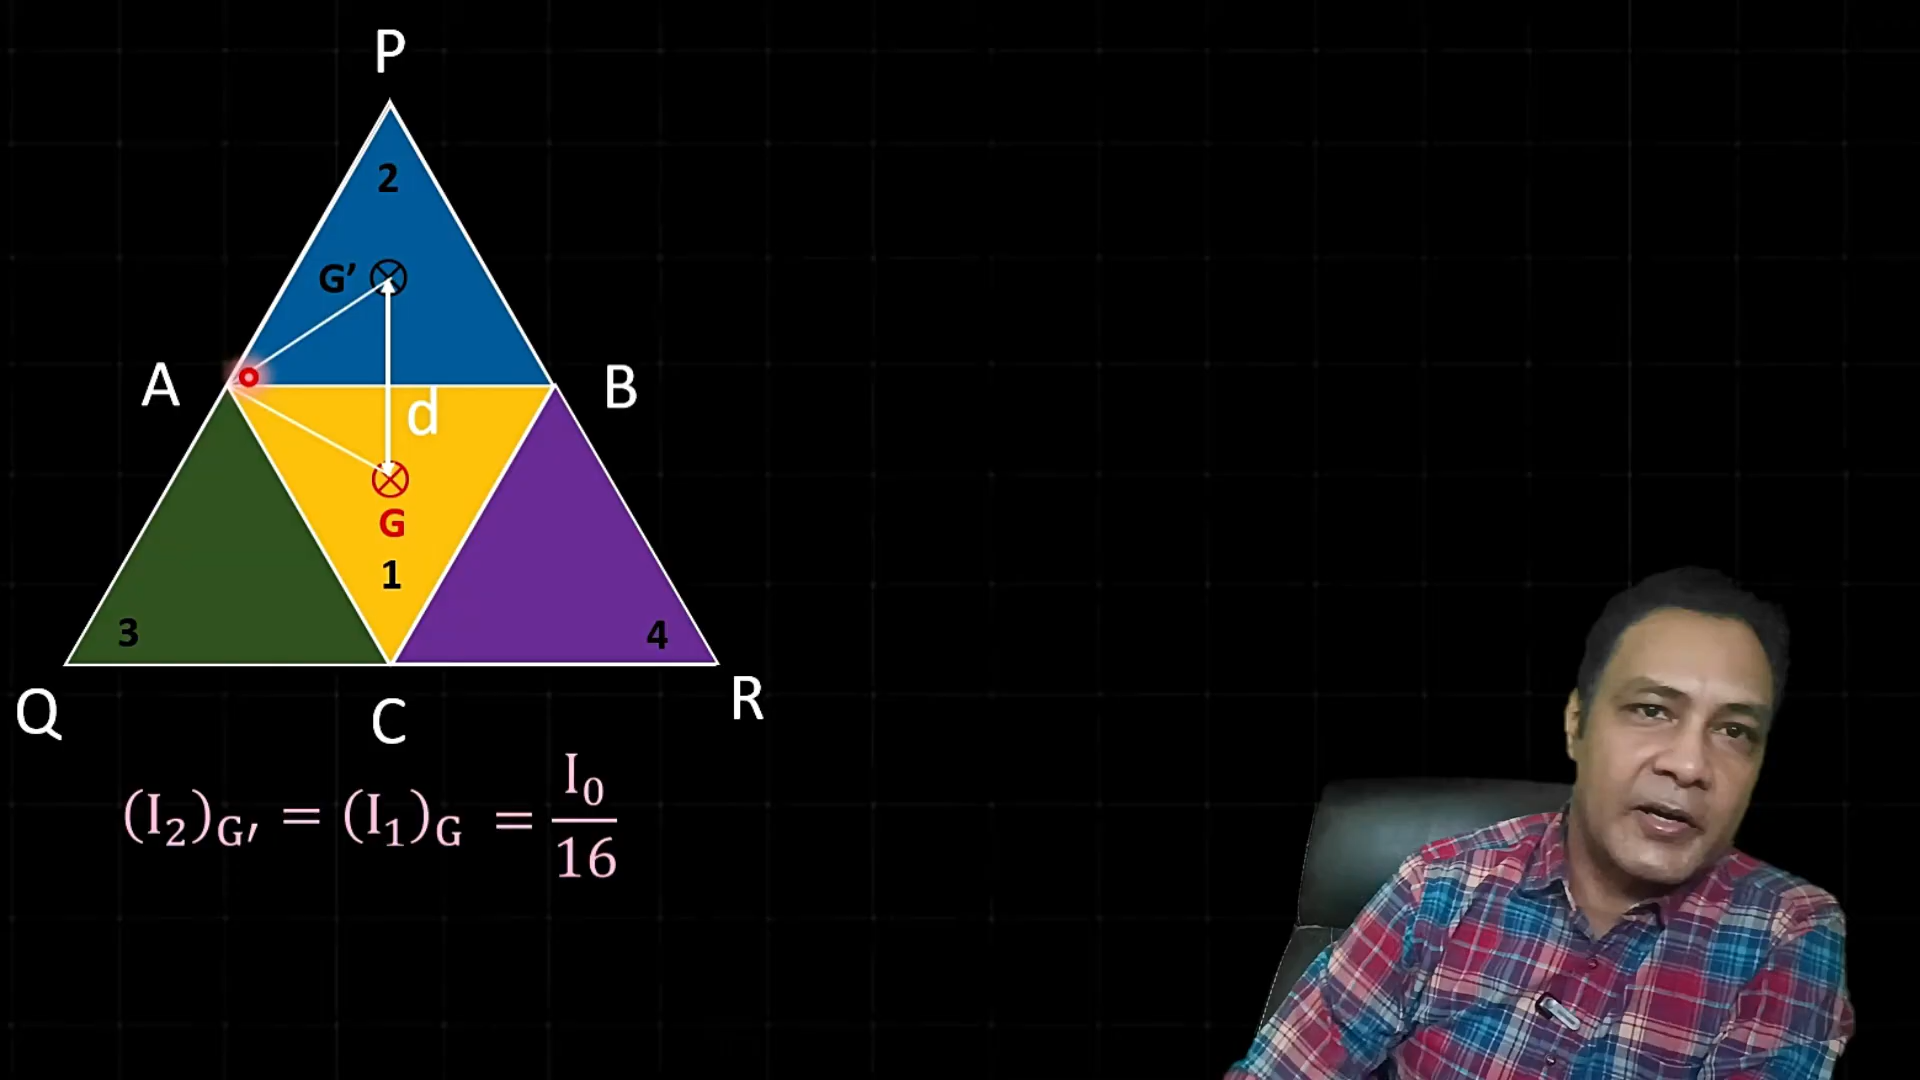 P
2
G’
A
B
d
G
1
3
4
Q
C
R
(I₂)G′ = (I₁)G = I₀/16